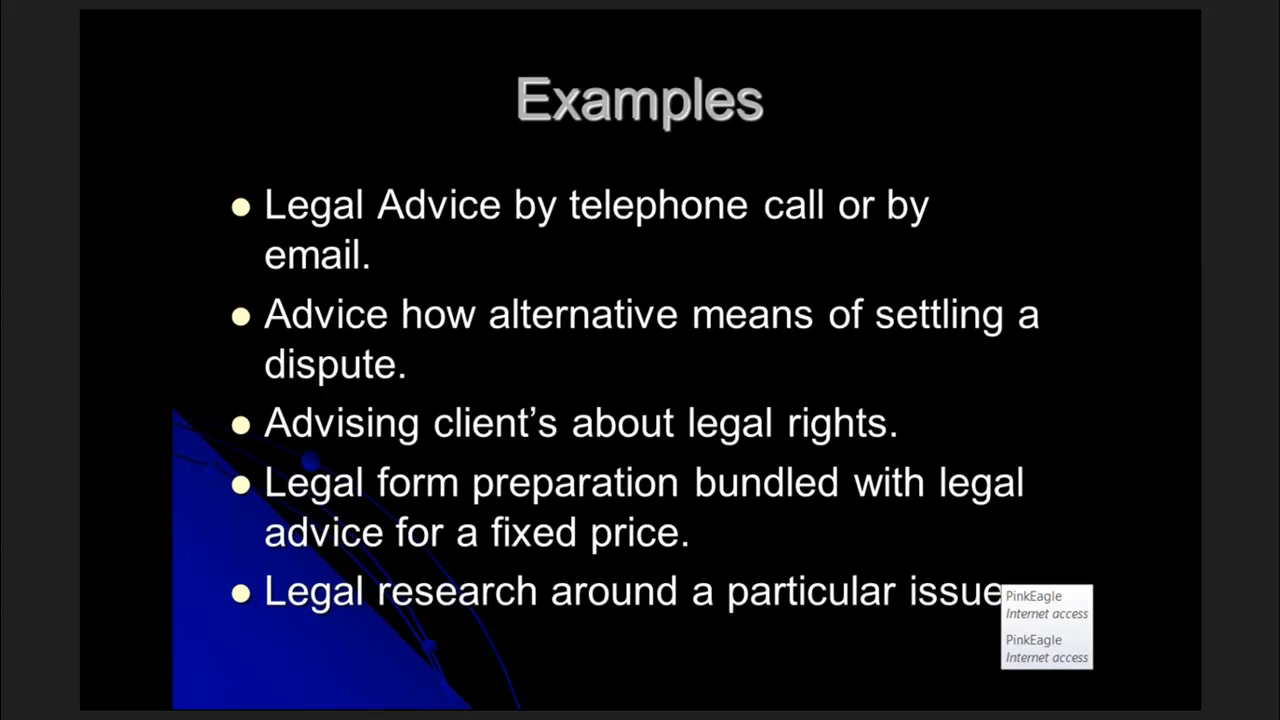 Examples
Legal Advice by telephone call or by
email.
Advice how alternative means of settling a
dispute.
Advising client’s about legal rights.
Legal form preparation bundled with legal
advice for a fixed price.
Legal research around a particular issue
PinkEagle
Internet access
PinkEagle
Internet access